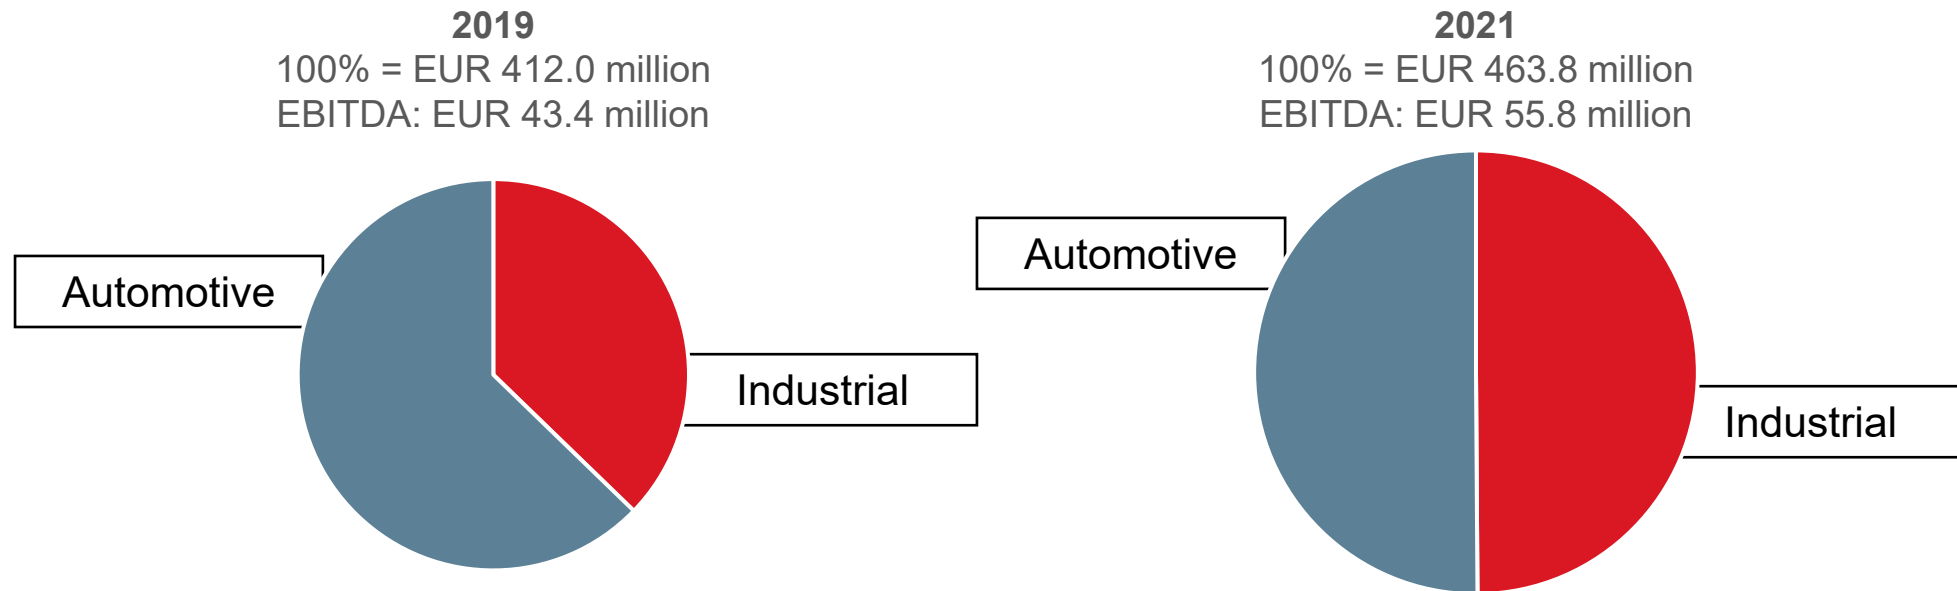 2019
100% = EUR 412.0 million
EBITDA: EUR 43.4 million
Automotive
Industrial
2021
100% = EUR 463.8 million
EBITDA: EUR 55.8 million
Automotive
Industrial